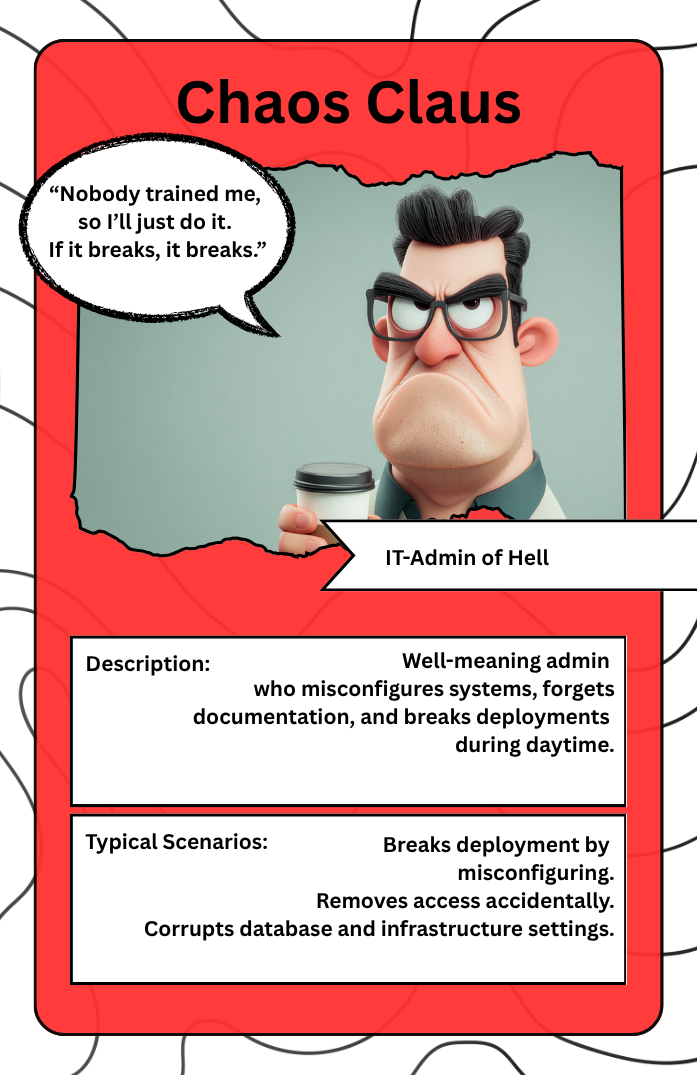 Chaos Claus
“Nobody trained me,
so I’ll just do it.
If it breaks, it breaks.”
IT-Admin of Hell
Description:
Well-meaning admin
who misconfigures systems, forgets
documentation, and breaks deployments
during daytime.
Typical Scenarios:
Breaks deployment by
misconfiguring.
Removes access accidentally.
Corrupts database and infrastructure settings.